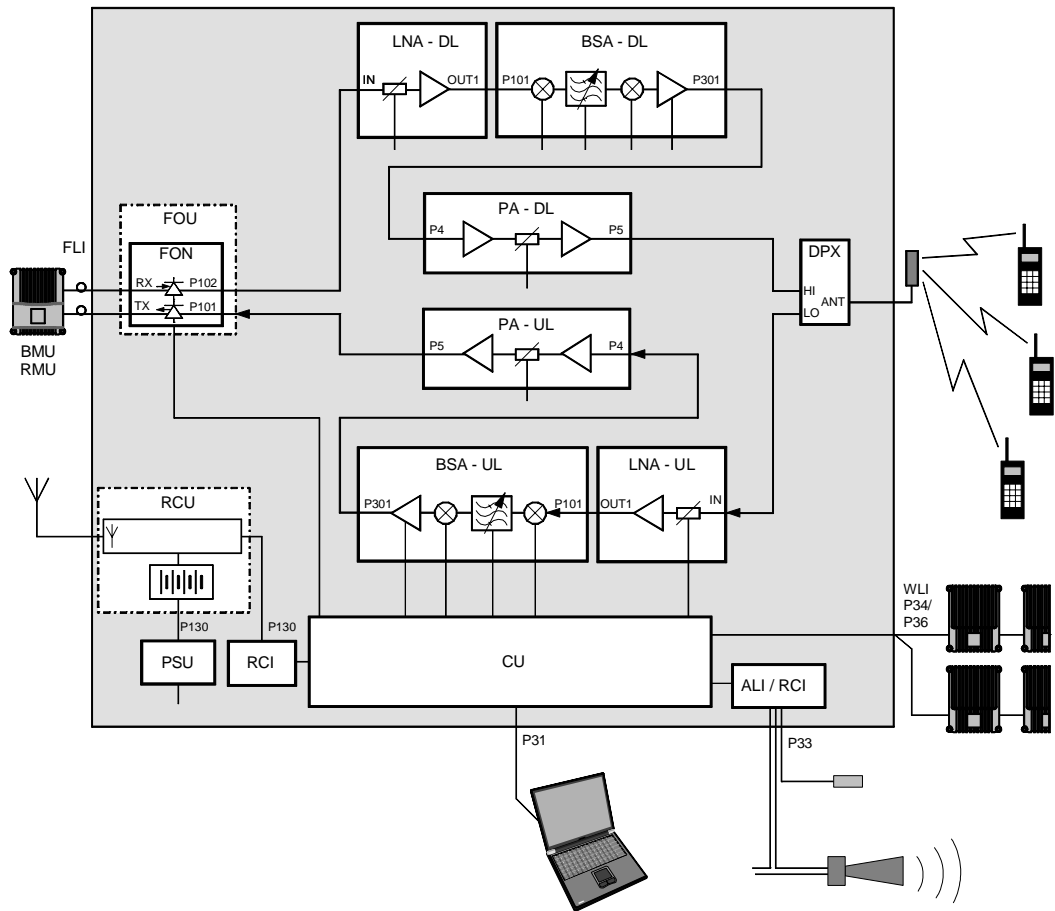 LNA - DL
BSA - DL
IN
OUT1
P101
P301
FOU
PA - DL
FLI
FON
P4
P5
DPX
RX
P102
HI
TX
P101
ANT
LO
PA - UL
BMU
RMU
P5
P4
BSA - UL
LNA - UL
RCU
P301
P101
OUT1
IN
WLI
P34/
P36
P130
P130
PSU
RCI
CU
ALI / RCI
P31
P33